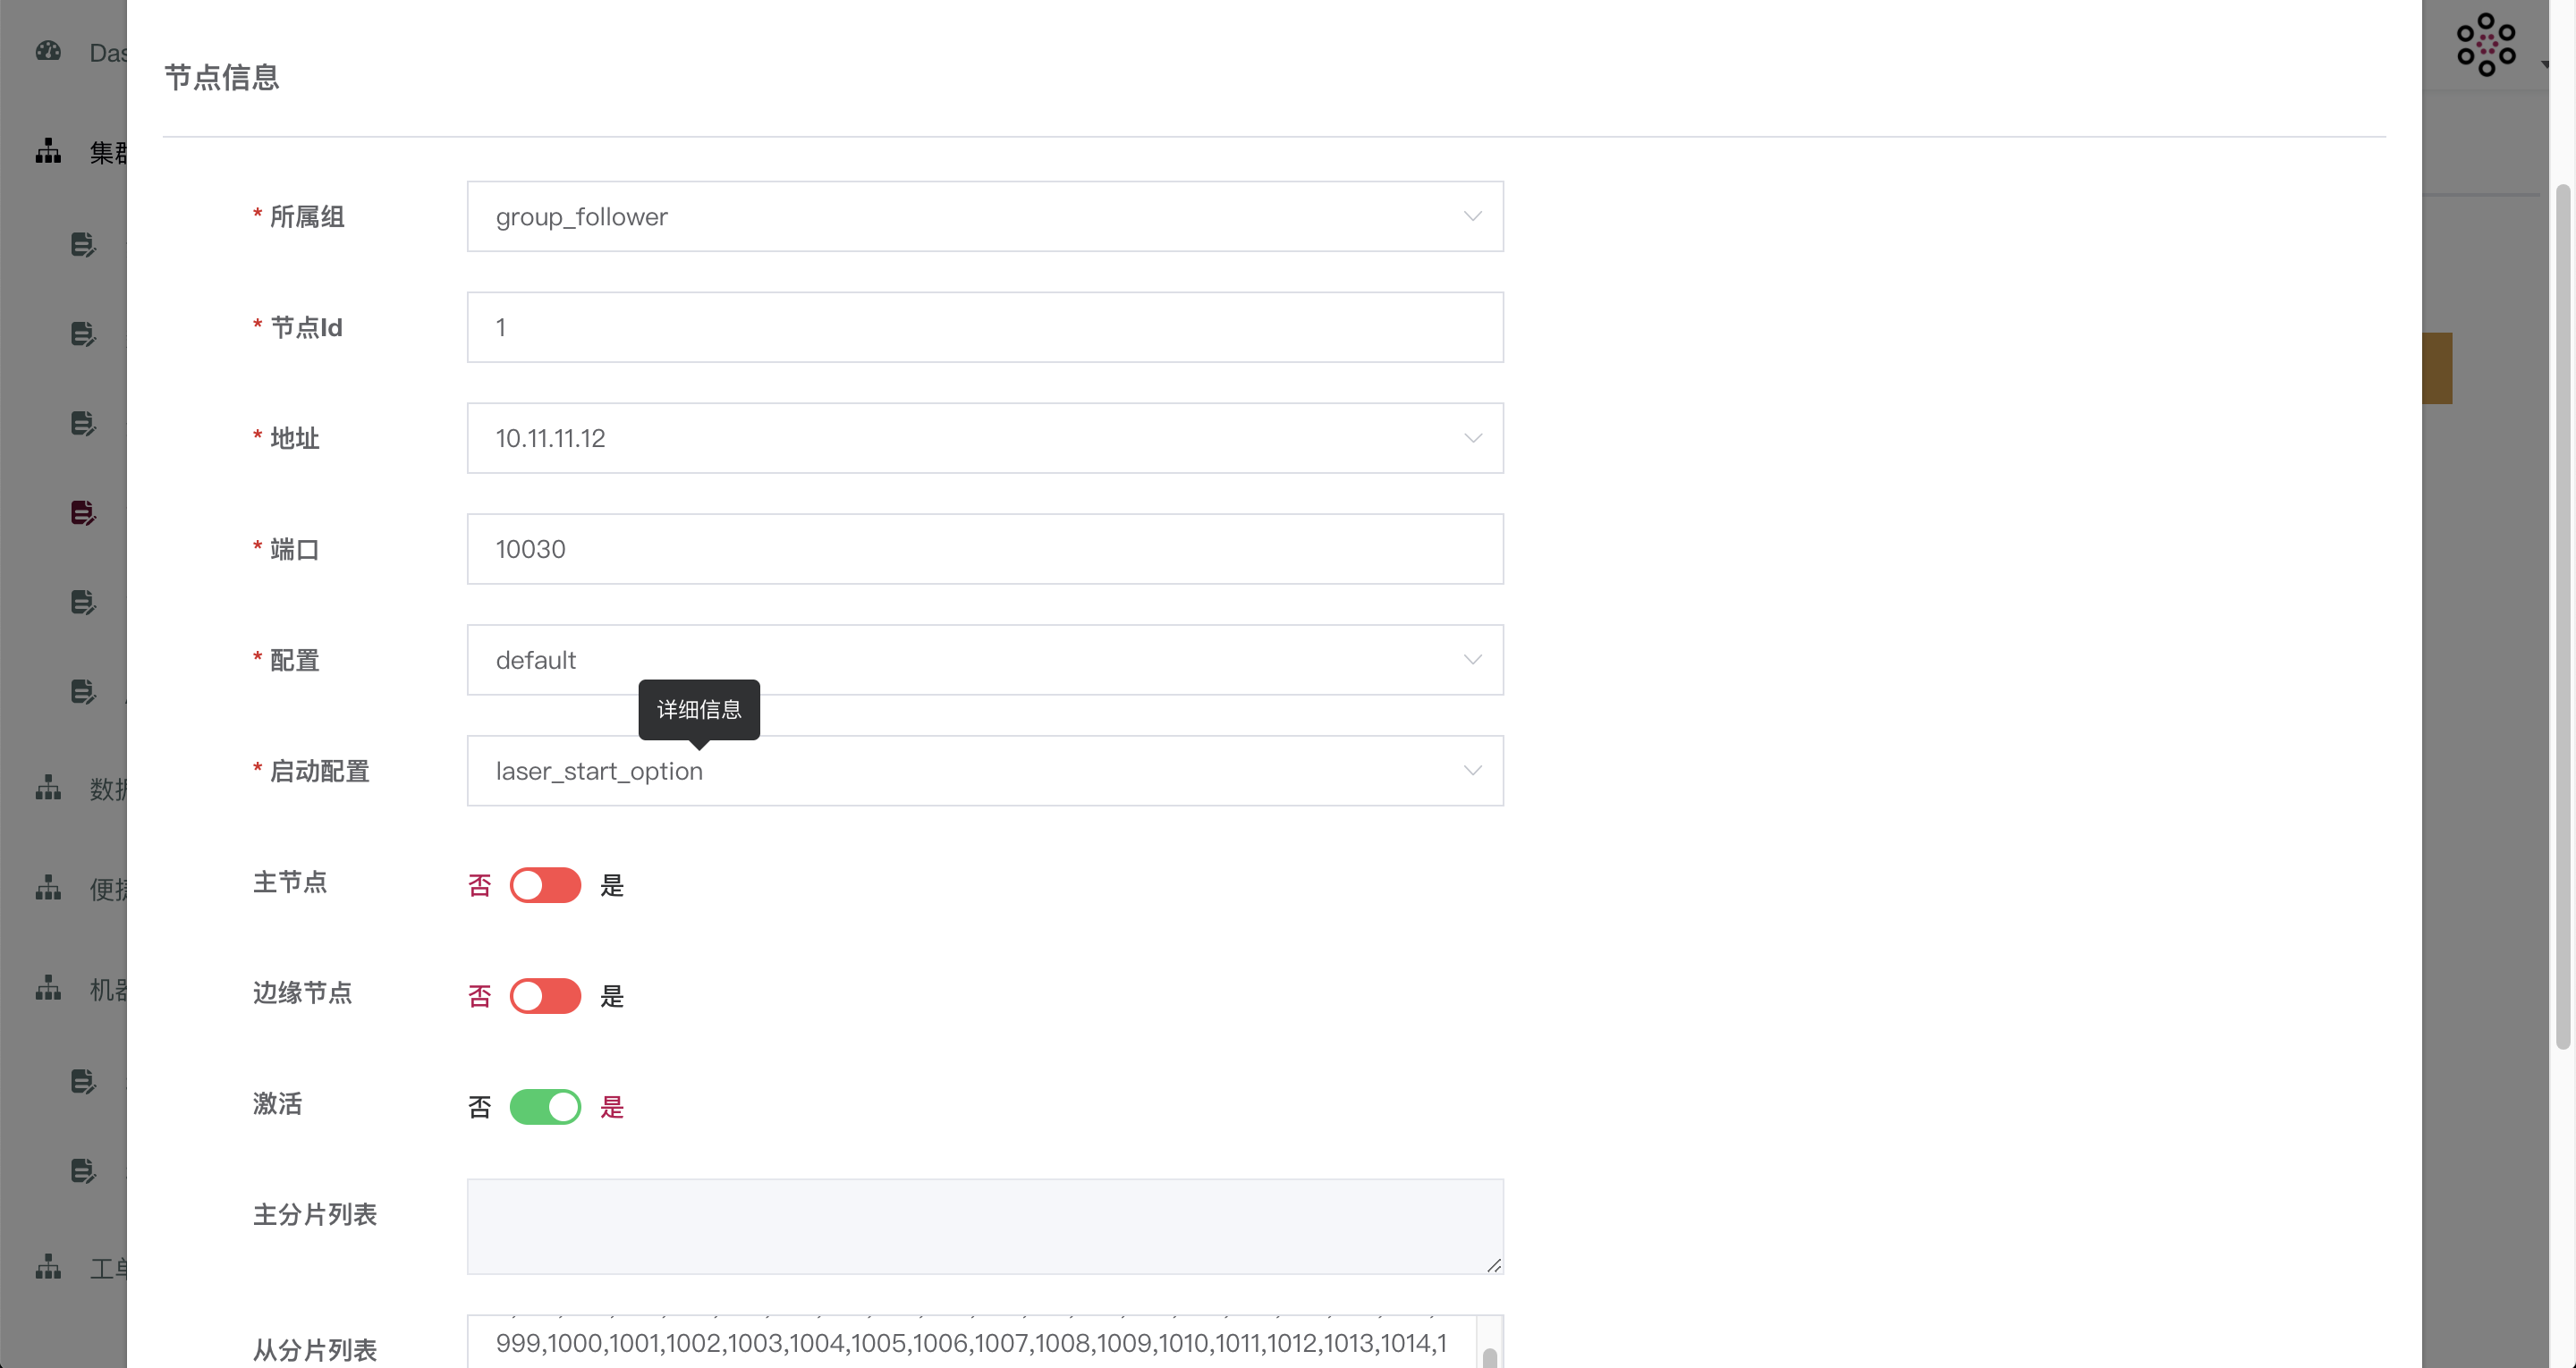 Das
节点信息
集群
* 所属组
group_follower
* 节点Id
1
* 地址
10.11.11.12
* 端口
10030
* 配置
default
详细信息
* 启动配置
laser_start_option
数据
主节点
否
是
便捷
边缘节点
否
是
机器
激活
否
是
主分片列表
工单
从分片列表
999,1000,1001,1002,1003,1004,1005,1006,1007,1008,1009,1010,1011,1012,1013,1014,1